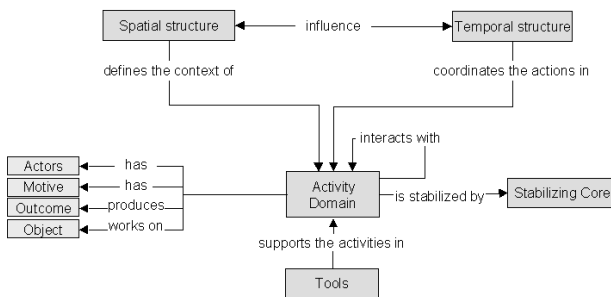 Spatial structure
influence
Temporal structure
defines the context of
coordinates the actions in
interacts with
Actors
has
Motive
has
Outcome
produces
Object
works on
Activity
Domain
is stabilized by
Stabilizing Core
supports the activities in
Tools